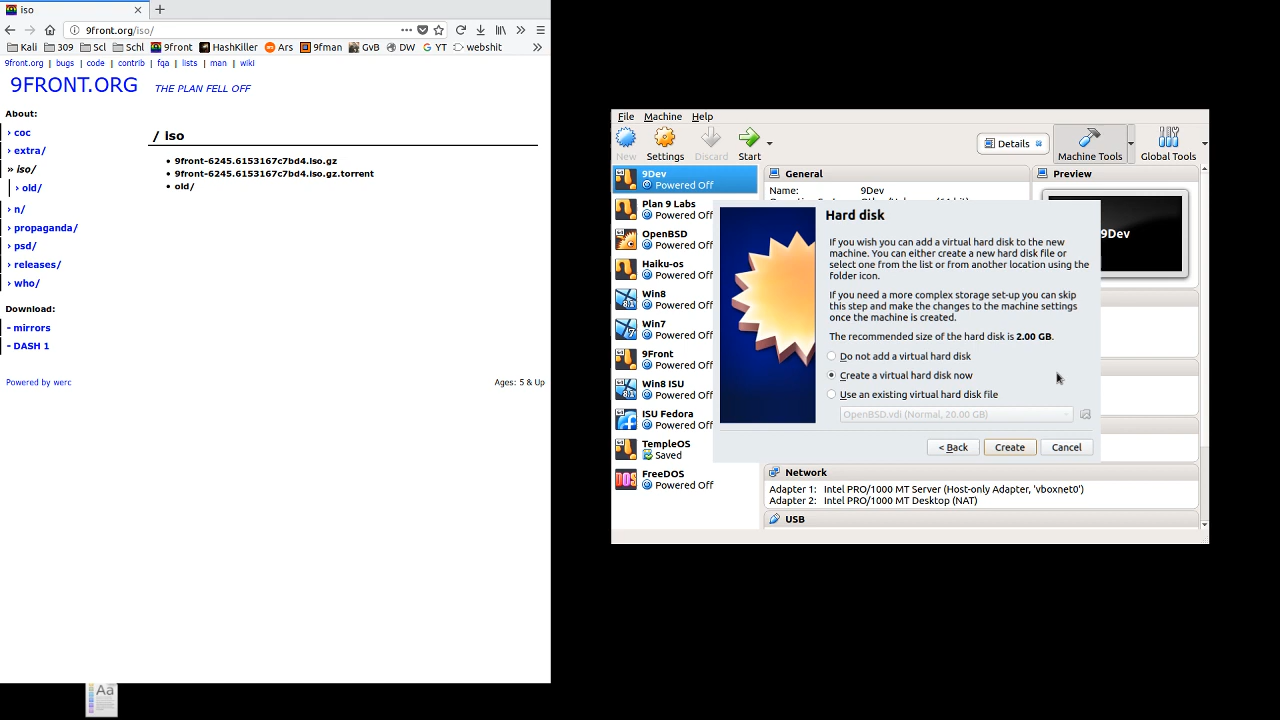 iso
9front.org/iso/
Kali 309 Scl Schl 9front HashKiller Ars 9fman GvB DW YT webshit
9front.org | bugs | code | contrib | fqa | lists | man | wiki
9FRONT.ORG THE PLAN FELL OFF
About:
› coc
› extra/
» iso/
› old/
› n/
› propaganda/
› psd/
› releases/
› who/
Download:
- mirrors
- DASH 1
Powered by werc
Ages: 5 & Up
/ iso
• 9front-6245.6153167c7bd4.iso.gz
• 9front-6245.6153167c7bd4.iso.gz.torrent
• old/
Aa
File Machine Help
New Settings Discard Start
Details
Machine Tools
Global Tools
9Dev
Powered Off
Plan 9 Labs
Powered Off
OpenBSD
Powered Off
Haiku-os
Powered Off
Win8
Powered Off
Win7
Powered Off
9Front
Powered Off
Win8 ISU
Powered Off
ISU Fedora
Powered Off
TempleOS
Saved
FreeDOS
Powered Off
General
Name: 9Dev
Preview
9Dev
Hard disk
If you wish you can add a virtual hard disk to the new
machine. You can either create a new hard disk file or
select one from the list or from another location using the
folder icon.
If you need a more complex storage set-up you can skip
this step and make the changes to the machine settings
once the machine is created.
The recommended size of the hard disk is 2.00 GB.
Do not add a virtual hard disk
Create a virtual hard disk now
Use an existing virtual hard disk file
OpenBSD.vdi (Normal, 20.00 GB)
< Back
Create
Cancel
Network
Adapter 1: Intel PRO/1000 MT Server (Host-only Adapter, 'vboxnet0')
Adapter 2: Intel PRO/1000 MT Desktop (NAT)
USB